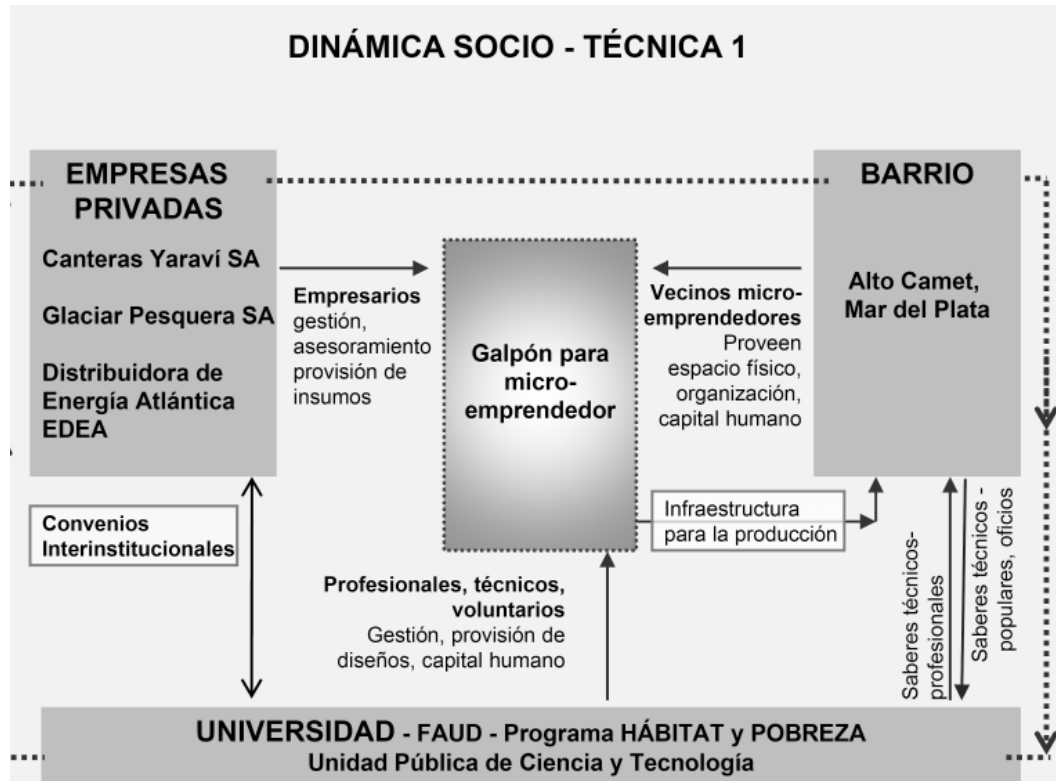 DINÁMICA SOCIO - TÉCNICA 1
EMPRESAS
PRIVADAS
Canteras Yaraví SA
Glaciar Pesquera SA
Distribuidora de
Energía Atlántica
EDEA
Empresarios
gestión,
asesoramiento
provisión de
insumos
Galpón para
micro-
emprendedor
Vecinos micro-
emprendedores
Proveen
espacio físico,
organización,
capital humano
BARRIO
Alto Camet,
Mar del Plata
Convenios
Interinstitucionales
Infraestructura
para la producción
Profesionales, técnicos,
voluntarios
Gestión, provisión de
diseños, capital humano
Saberes técnicos-
profesionales
Saberes técnicos -
populares, oficios
UNIVERSIDAD - FAUD - Programa HÁBITAT y POBREZA
Unidad Pública de Ciencia y Tecnología